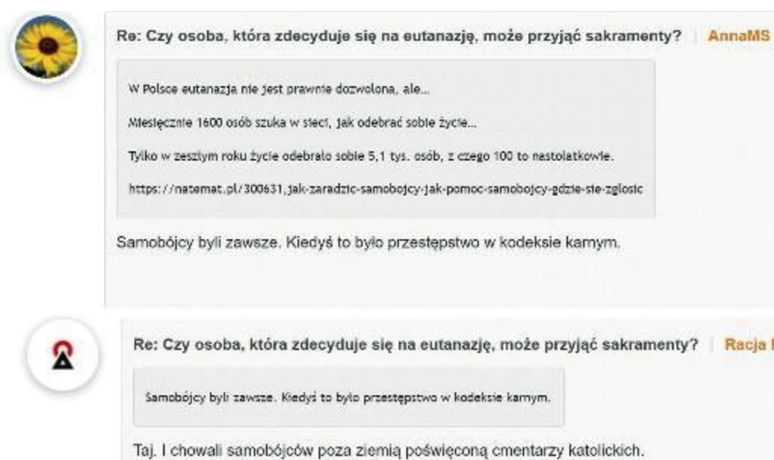 Re: Czy osoba, która zdecyduje się na eutanazję, może przyjąć sakramenty? | AnnaMS
W Polsce eutanazja nie jest prawnie dozwolona, ale...
Miesięcznie 1600 osób szuka w sieci, jak odebrać sobie życie...
Tylko w zeszłym roku życie odebrało sobie 5,1 tys. osób, z czego 100 to nastolatkowie.
https://natemat.pl/300631,jak-zaradzic-samobojcy-jak-pomoc-samobojcy-gdzie-sie-zglosic
Samobójcy byli zawsze. Kiedyś to było przestępstwo w kodeksie karnym.
Re: Czy osoba, która zdecyduje się na eutanazję, może przyjąć sakramenty? | Racja
Samobójcy byli zawsze. Kiedyś to było przestępstwo w kodeksie karnym.
Taj. I chowali samobójców poza ziemią poświęconą cmentarzy katolickich.